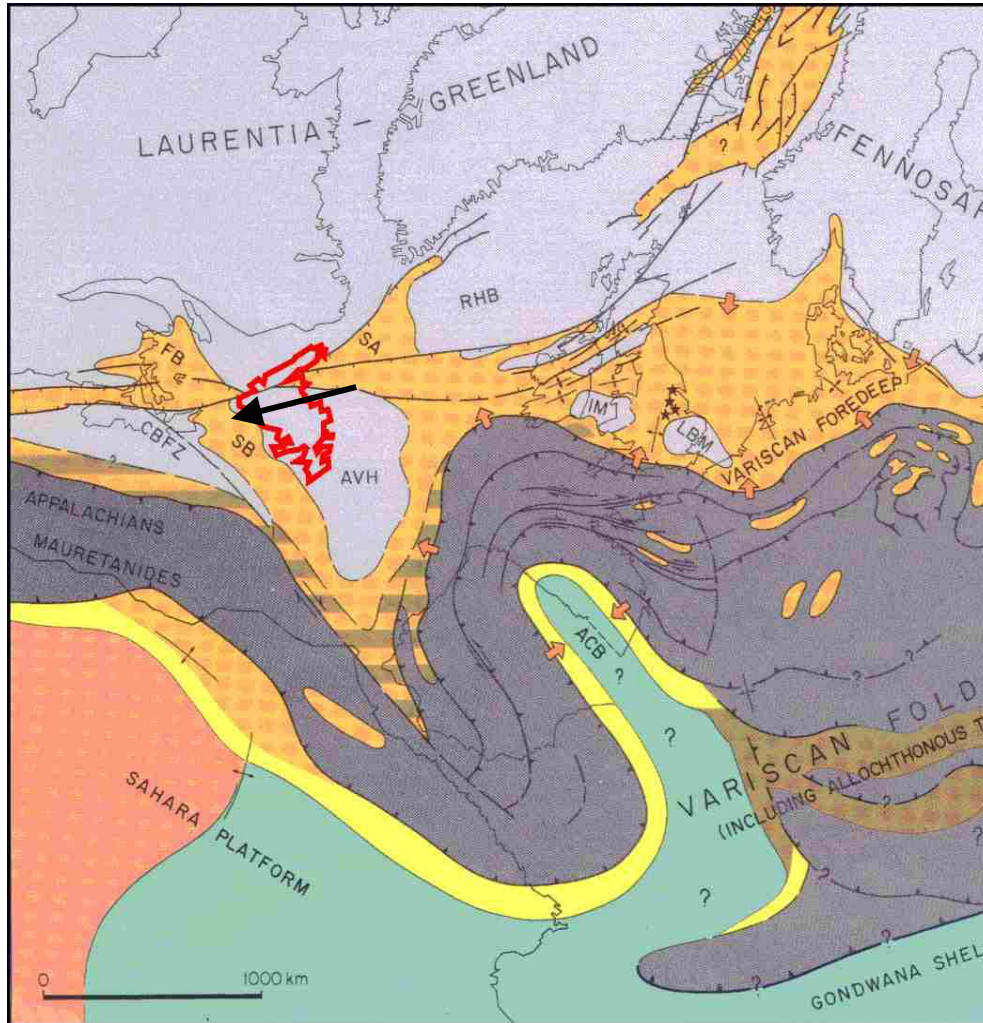 LAURENTIA - GREENLAND
FENNOSAR
RHB
SA
FB
IM
LBM
CBFZ
SB
AVH
VARISCAN FOREDEEP
?
?
APPALACHIANS
MAURETANIDES
ACB
?
?
?
?
VARISCAN FOLD
(INCLUDING ALLOCHTHONOUS T
?
?
?
SAHARA
PLATFORM
?
?
?
?
GONDWANA SHEL
0 1000 km